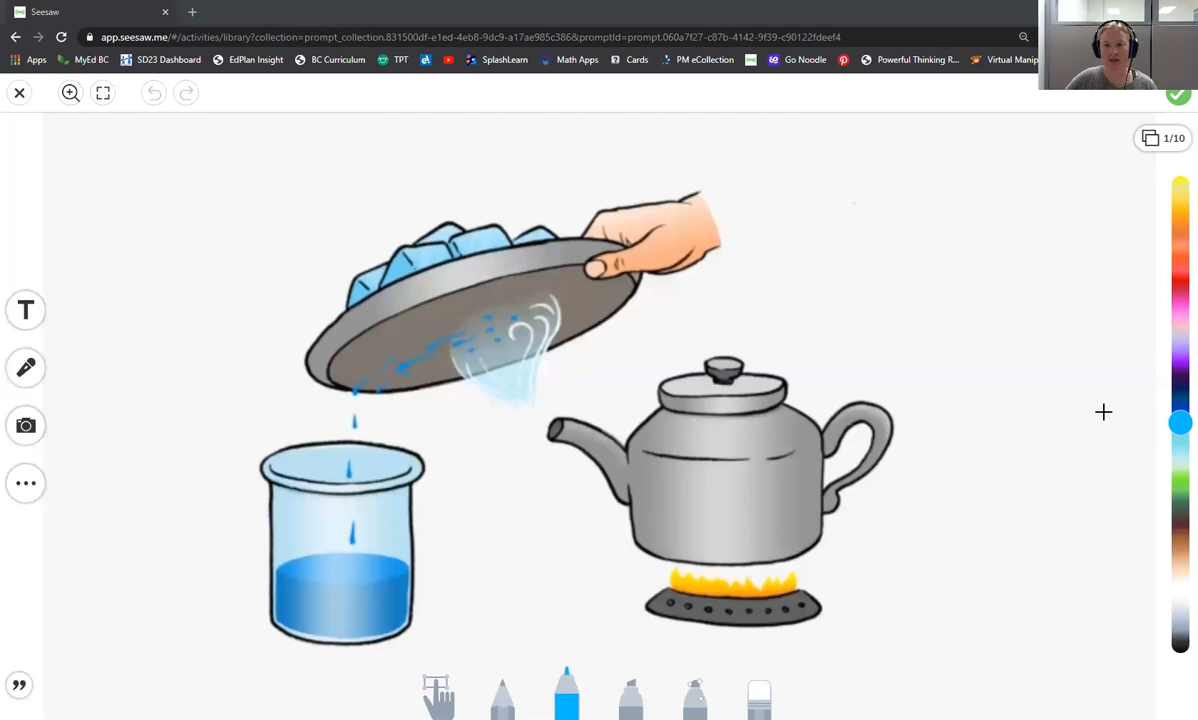 Seesaw
app.seesaw.me/#/activities/library?collection=prompt_collection.831500df-e1ed-4eb8-9dc9-a17ae985c386&promptId=prompt.060a7f27-c87b-4142-9f39-c90122fdeef4
Apps MyEd BC SD23 Dashboard EdPlan Insight BC Curriculum TPT SplashLearn Math Apps Cards PM eCollection Go Noodle Powerful Thinking R... Virtual Manip
1/10
T